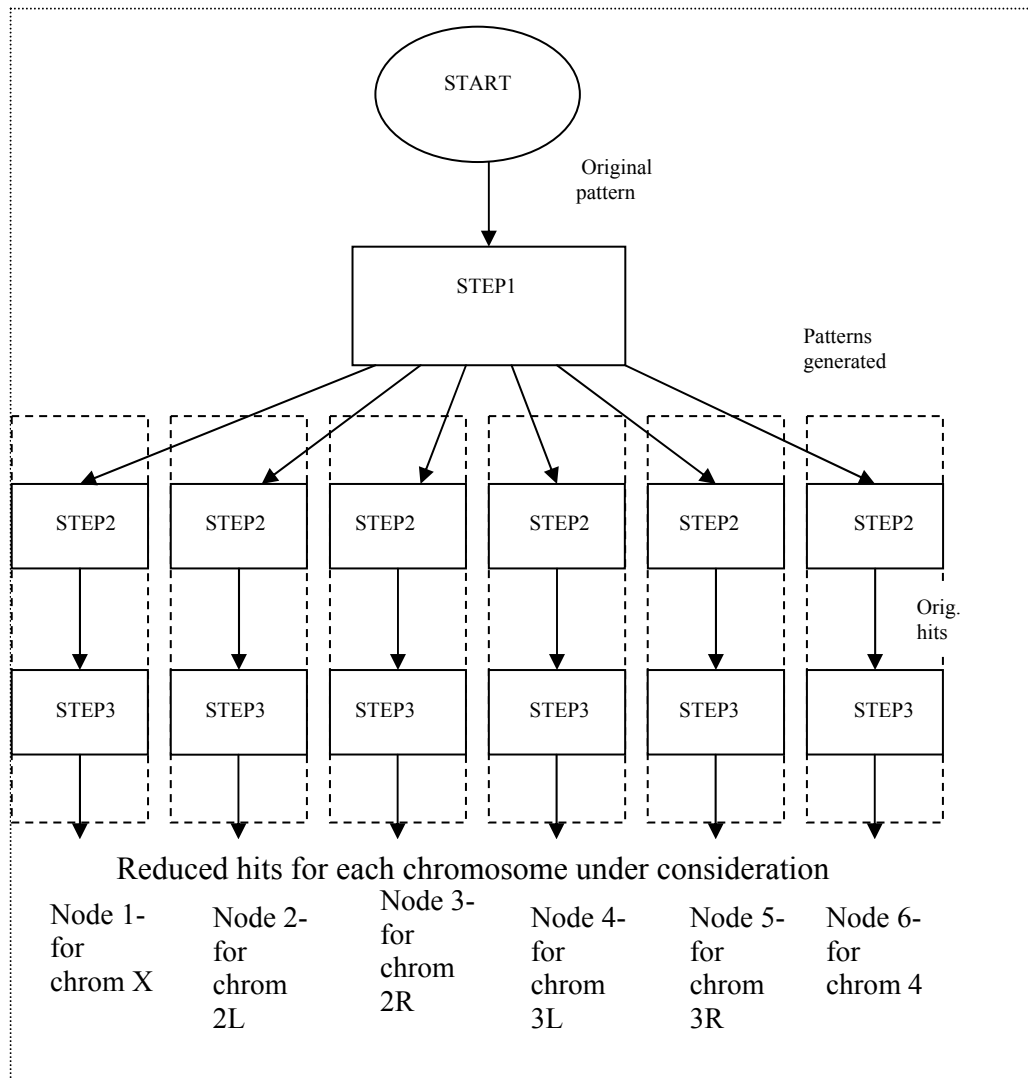 START
Original
pattern
STEP1
Patterns
generated
STEP2 STEP2 STEP2 STEP2 STEP2 STEP2
Orig.
hits
STEP3 STEP3 STEP3 STEP3 STEP3 STEP3
Reduced hits for each chromosome under consideration
Node 1-
for
chrom X
Node 2-
for
chrom
2L
Node 3-
for
chrom
2R
Node 4-
for
chrom
3L
Node 5-
for
chrom
3R
Node 6-
for
chrom 4